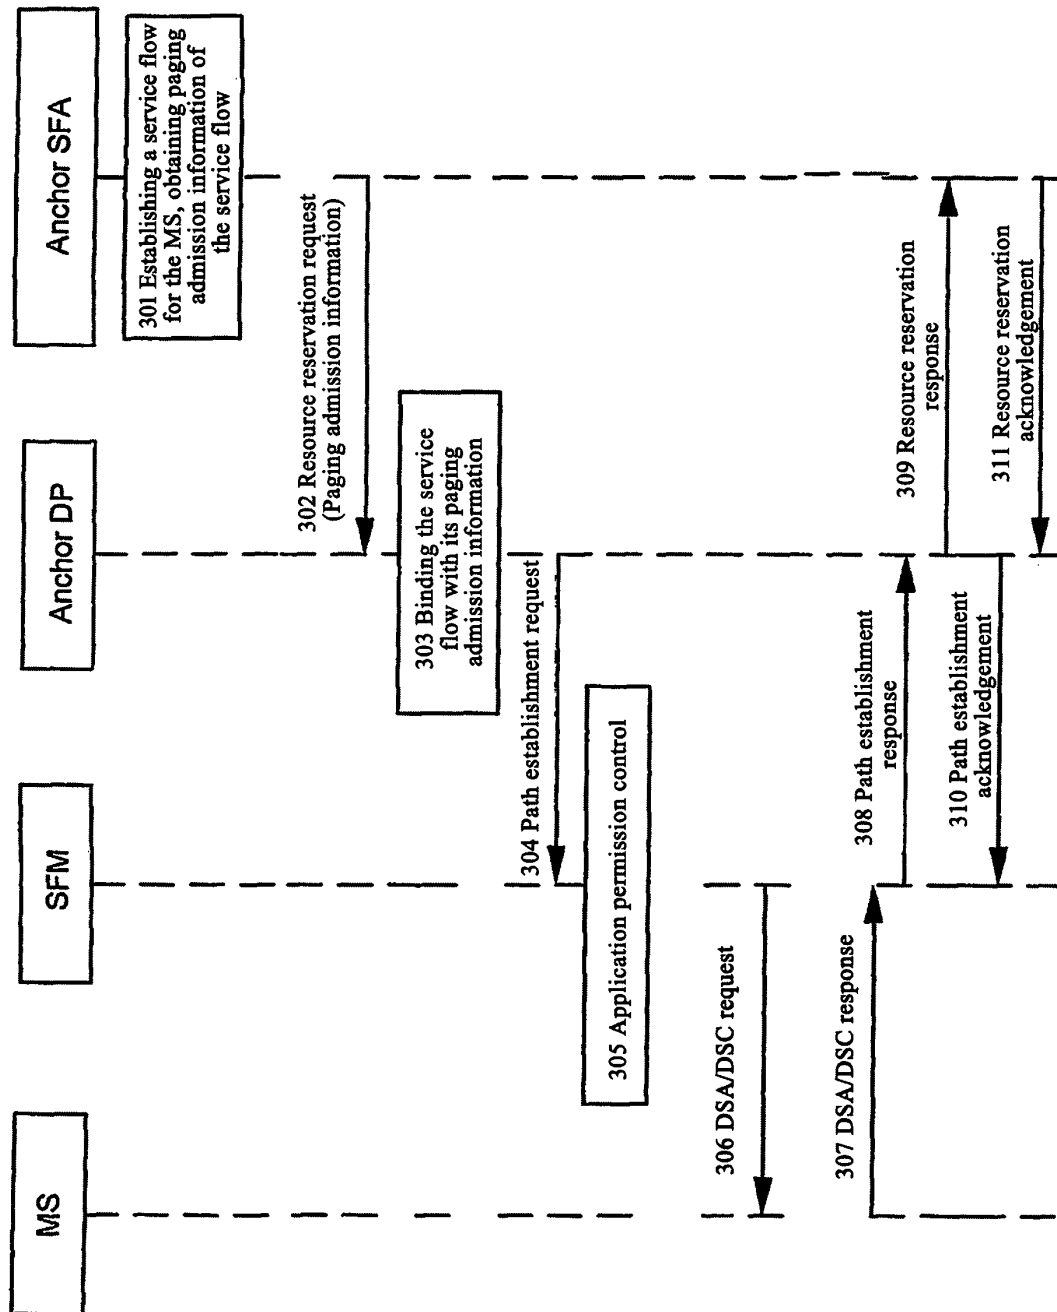 MS
SFM
Anchor DP
Anchor SFA
301 Establishing a service flow
for the MS, obtaining paging
admission information of
the service flow
302 Resource reservation request
(Paging admission information)
303 Binding the service
flow with its paging
admission information
304 Path establishment request
305 Application permission control
306 DSA/DSC request
307 DSA/DSC response
308 Path establishment
response
309 Resource reservation
response
310 Path establishment
acknowledgement
311 Resource reservation
acknowledgement